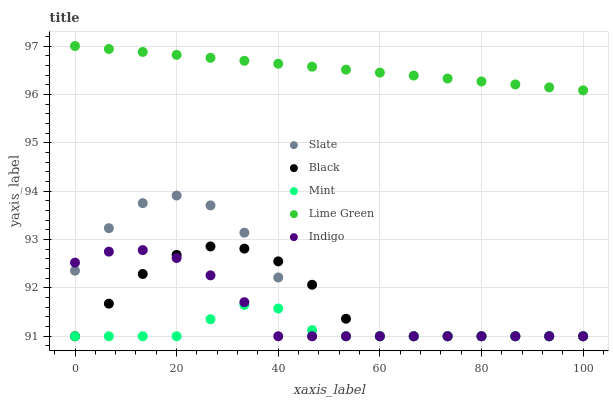 title
97
96
95
94
93
92
91
yaxis_label
Slate
Black
Mint
Lime Green
Indigo
0 20 40 60 80 100
xaxis_label